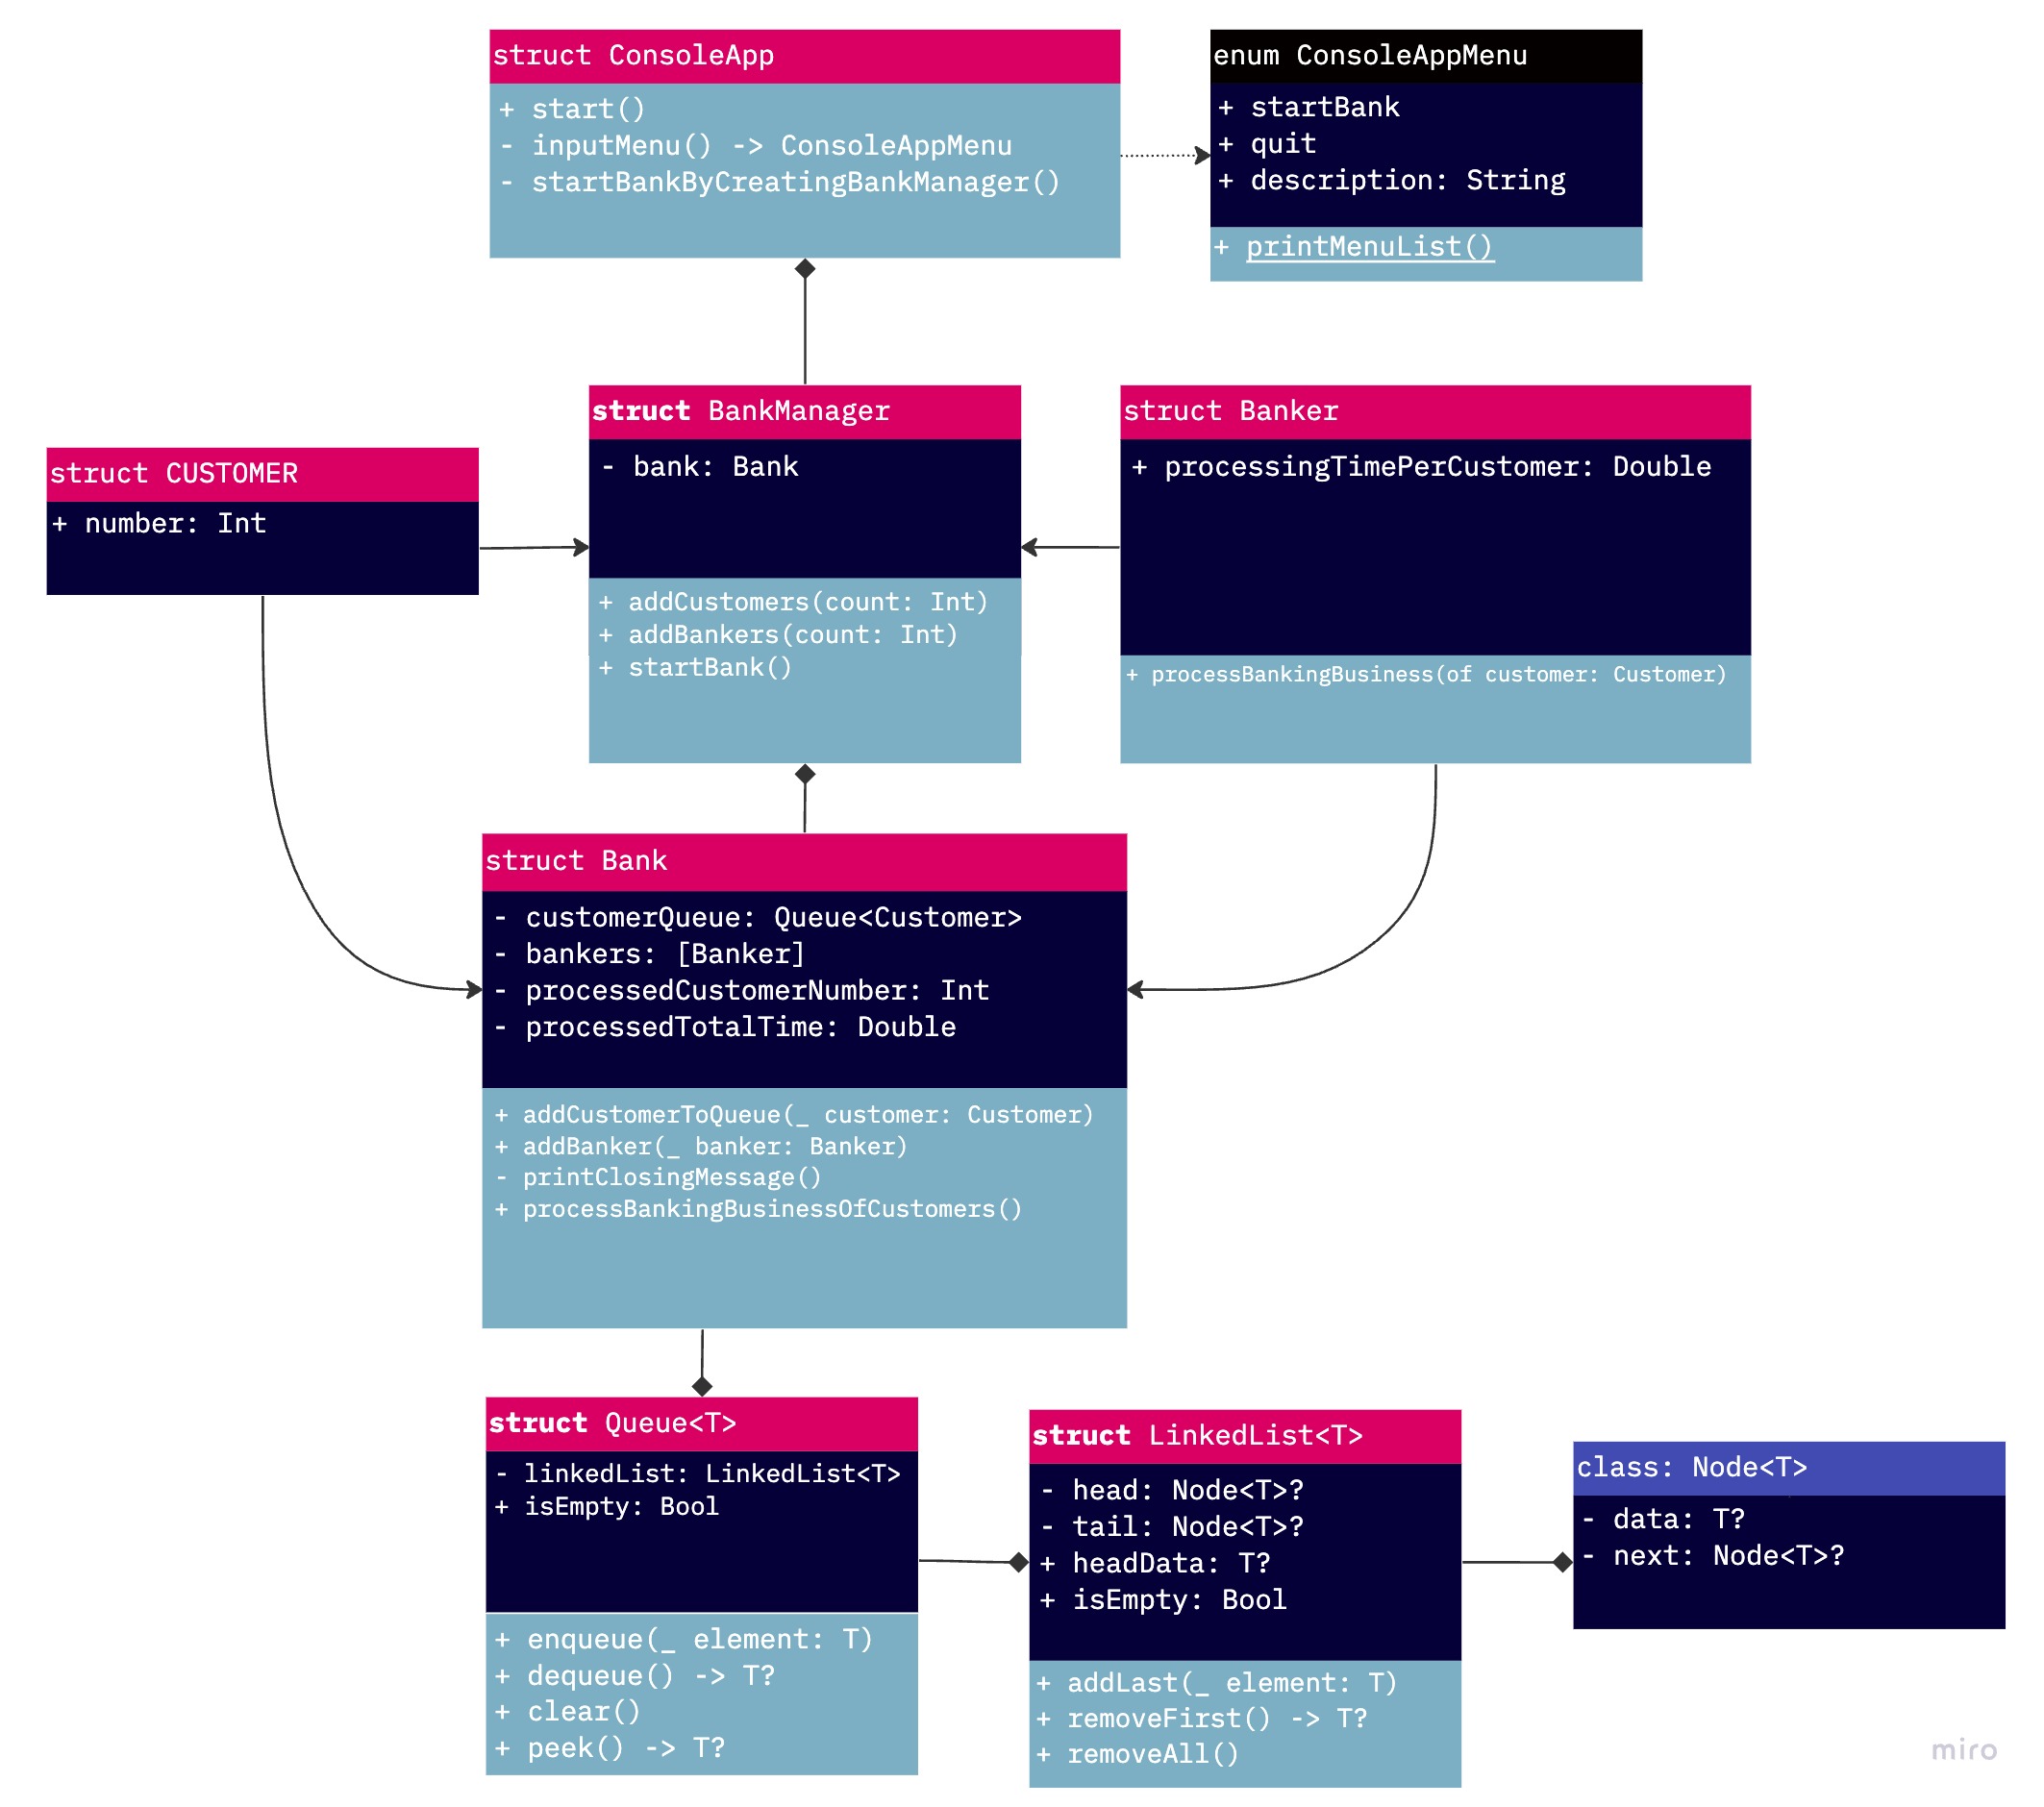 struct ConsoleApp
+ start()
- inputMenu() -> ConsoleAppMenu
- startBankByCreatingBankManager()
enum ConsoleAppMenu
+ startBank
+ quit
+ description: String
+ printMenuList()
struct CUSTOMER
+ number: Int
struct BankManager
- bank: Bank
+ addCustomers(count: Int)
+ addBankers(count: Int)
+ startBank()
struct Banker
+ processingTimePerCustomer: Double
+ processBankingBusiness(of customer: Customer)
struct Bank
- customerQueue: Queue<Customer>
- bankers: [Banker]
- processedCustomerNumber: Int
- processedTotalTime: Double
+ addCustomerToQueue(_ customer: Customer)
+ addBanker(_ banker: Banker)
- printClosingMessage()
+ processBankingBusinessOfCustomers()
struct Queue<T>
- linkedList: LinkedList<T>
+ isEmpty: Bool
+ enqueue(_ element: T)
+ dequeue() -> T?
+ clear()
+ peek() -> T?
struct LinkedList<T>
- head: Node<T>?
- tail: Node<T>?
+ headData: T?
+ isEmpty: Bool
+ addLast(_ element: T)
+ removeFirst() -> T?
+ removeAll()
class: Node<T>
- data: T?
- next: Node<T>?
miro